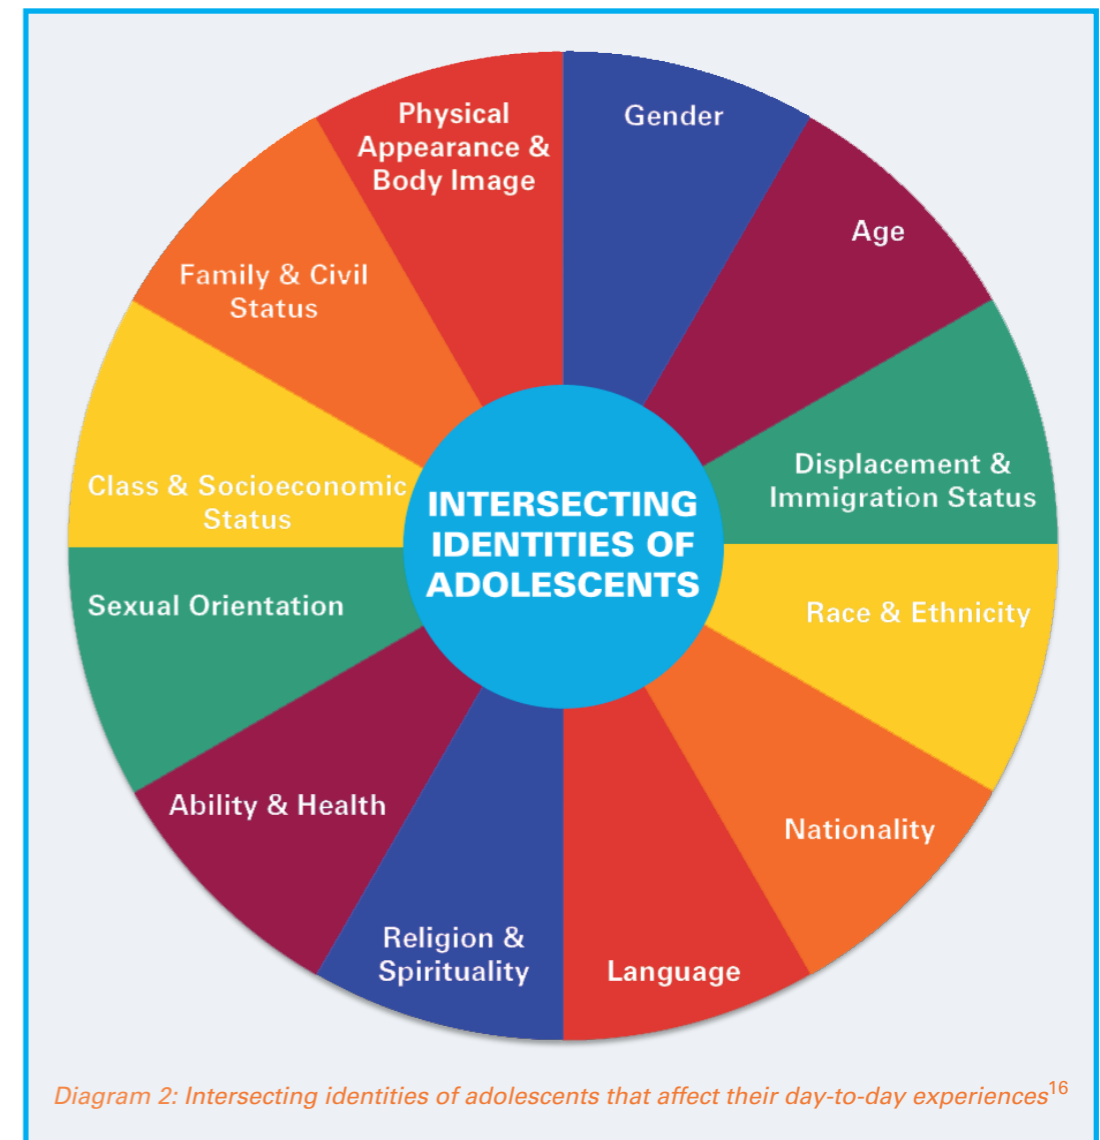 Physical
Appearance &
Body Image
Gender
Age
Displacement &
Immigration Status
Race & Ethnicity
Nationality
Language
Religion &
Spirituality
Ability & Health
Sexual Orientation
Class & Socioeconomic
Status
Family & Civil
Status
INTERSECTING
IDENTITIES OF
ADOLESCENTS
Diagram 2: Intersecting identities of adolescents that affect their day-to-day experiences16